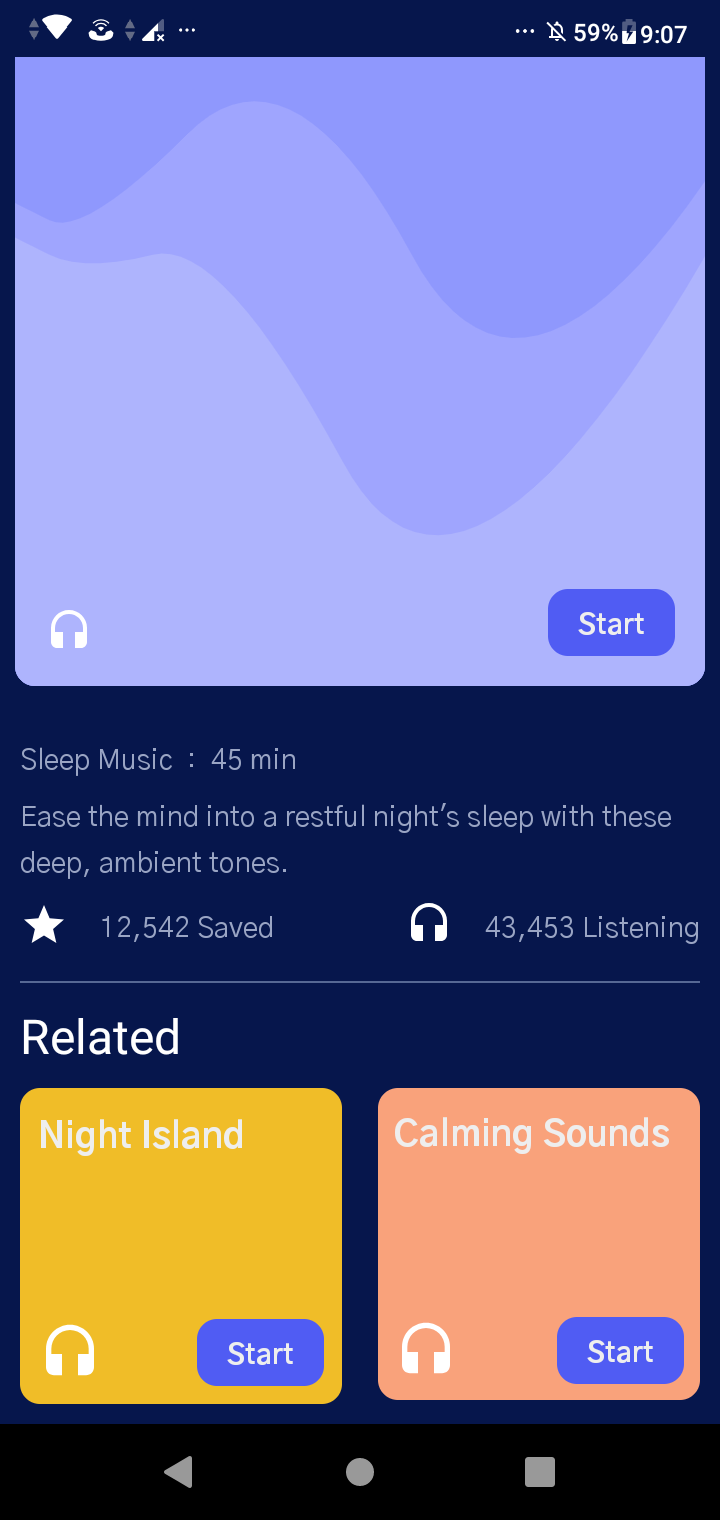 59% 9:07
Start
Sleep Music : 45 min
Ease the mind into a restful night's sleep with these
deep, ambient tones.
12,542 Saved 43,453 Listening
Related
Night Island Calming Sounds
Start Start